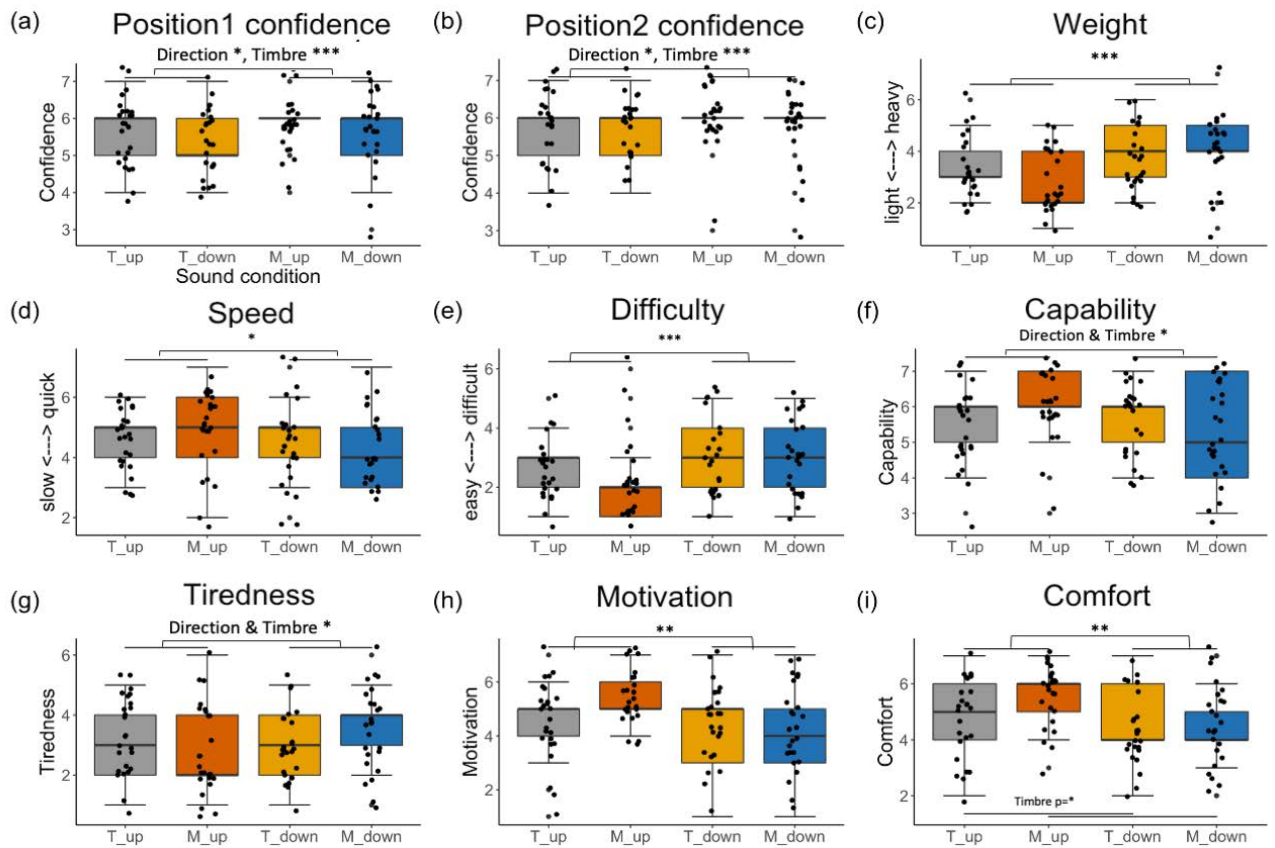 (a) Position1 confidence
Direction *, Timbre ***
Confidence
7
6
5
4
3
T_up T_down M_up M_down
Sound condition
(b) Position2 confidence
Direction *, Timbre ***
Confidence
7
6
5
4
3
T_up T_down M_up M_down
(c) Weight
***
light <---> heavy
6
4
2
T_up M_up T_down M_down
(d) Speed
*
slow <---> quick
6
4
2
T_up M_up T_down M_down
(e) Difficulty
***
easy <---> difficult
6
4
2
T_up M_up T_down M_down
(f) Capability
Direction & Timbre *
Capability
7
6
5
4
3
T_up M_up T_down M_down
(g) Tiredness
Direction & Timbre *
Tiredness
6
4
2
T_up M_up T_down M_down
(h) Motivation
**
Motivation
6
4
2
T_up M_up T_down M_down
(i) Comfort
**
Comfort
6
4
2
Timbre p=*
T_up M_up T_down M_down